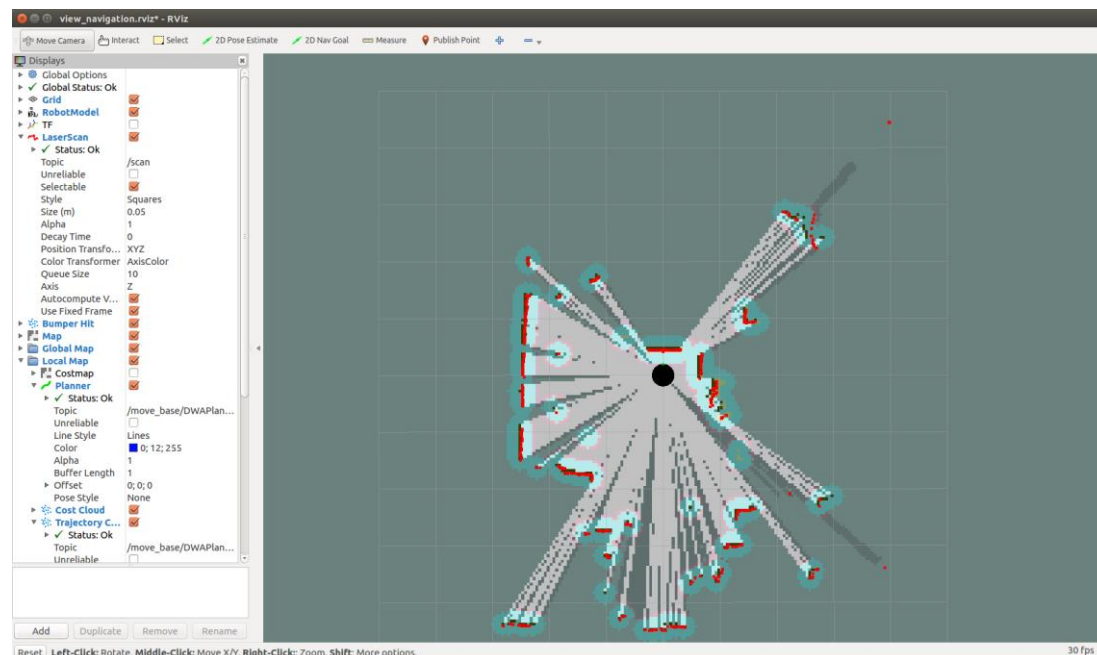 view_navigation.rviz* - RViz
Move Camera Interact Select 2D Pose Estimate 2D Nav Goal Measure Publish Point
Displays
Global Options
Global Status: Ok
Grid
RobotModel
TF
LaserScan
Status: Ok
Topic /scan
Unreliable
Selectable
Style Squares
Size (m) 0.05
Alpha 1
Decay Time 0
Position Transfo... XYZ
Color Transformer AxisColor
Queue Size 10
Axis Z
Autocompute V...
Use Fixed Frame
Bumper Hit
Map
Global Map
Local Map
Costmap
Planner
Status: Ok
Topic /move_base/DWAPlan...
Unreliable
Line Style Lines
Color 0; 12; 255
Alpha 1
Buffer Length 1
Offset 0; 0; 0
Pose Style None
Cost Cloud
Trajectory C...
Status: Ok
Topic /move_base/DWAPlan...
Unreliable
Add Duplicate Remove Rename
Reset Left-Click: Rotate. Middle-Click: Move X/Y. Right-Click:: Zoom. Shift: More options. 30 fps